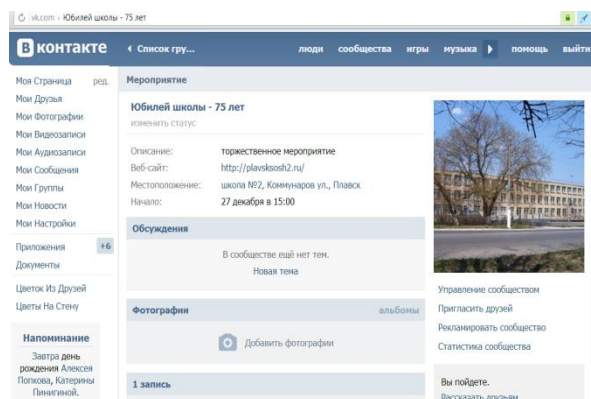 vk.com › Юбилей школы - 75 лет
В контакте
Список гру...
люди сообщества игры музыка помощь выйти
Моя Страница ред.
Мои Друзья
Мои Фотографии
Мои Видеозаписи
Мои Аудиозаписи
Мои Сообщения
Мои Группы
Мои Новости
Мои Настройки
Приложения +6
Документы
Цветок Из Друзей
Цветы На Стену
Напоминание
Завтра день
рождения Алексея
Попкова, Катерины
Пинигиной.
Мероприятие
Юбилей школы - 75 лет
изменить статус
Описание: торжественное мероприятие
Веб-сайт: http://plavsksosh2.ru/
Местоположение: школа №2, Коммунаров ул., Плавск
Начало: 27 декабря в 15:00
Обсуждения
В сообществе ещё нет тем.
Новая тема
Фотографии альбомы
Добавить фотографии
1 запись
Управление сообществом
Пригласить друзей
Рекламировать сообщество
Статистика сообщества
Вы пойдете.
Рассказать друзьям